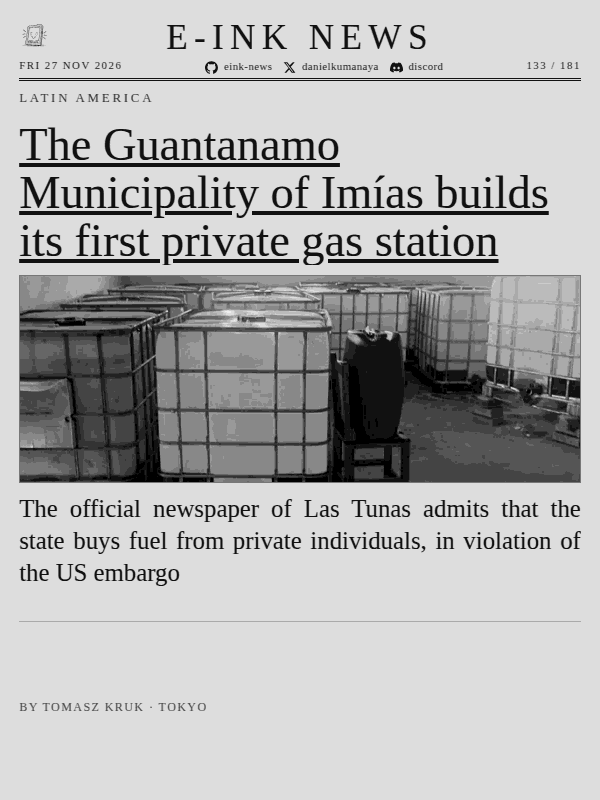 E-INK NEWS
FRI 27 NOV 2026
eink-news danielkumanaya discord
133 / 181
LATIN AMERICA
The Guantanamo
Municipality of Imías builds
its first private gas station
The official newspaper of Las Tunas admits that the
state buys fuel from private individuals, in violation of
the US embargo
BY TOMASZ KRUK · TOKYO